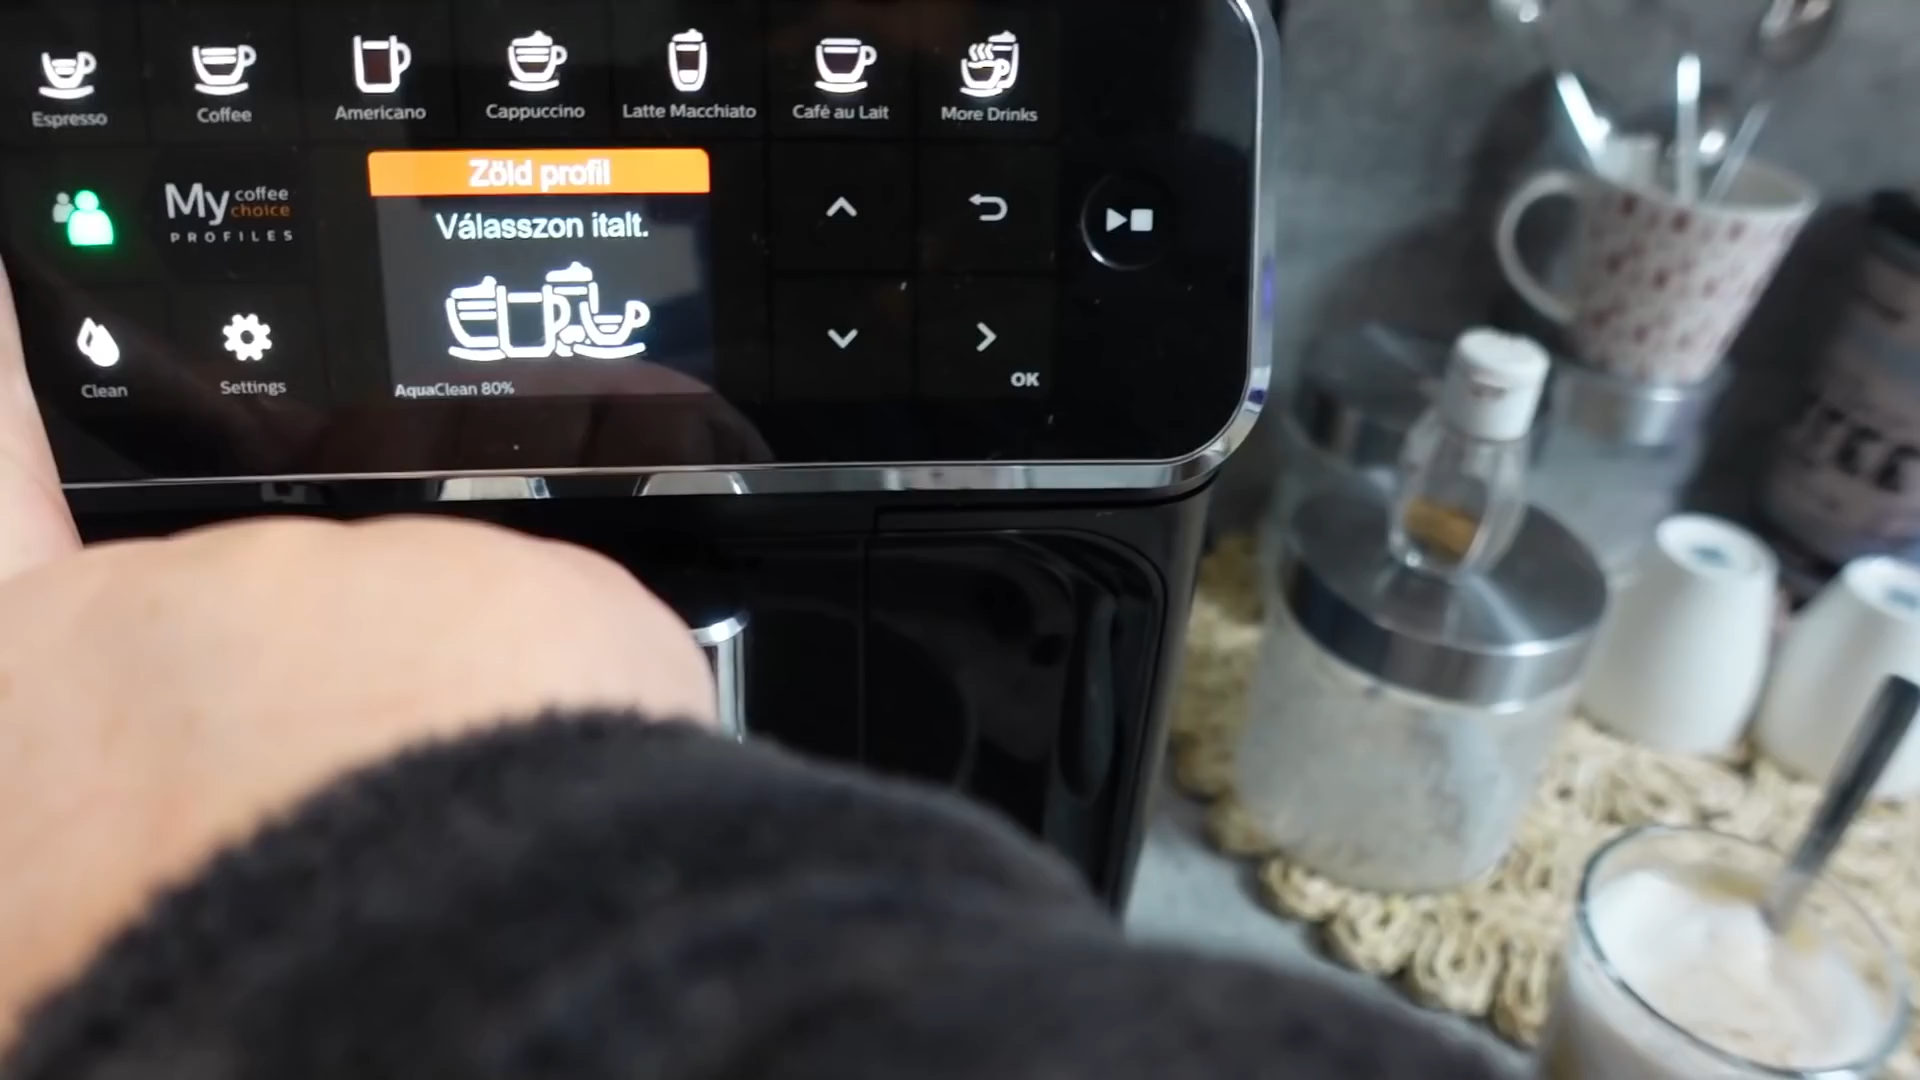 Espresso
Coffee
Americano
Cappuccino
Latte Macchiato
Café au Lait
More Drinks
My coffee choice
PROFILES
Zöld profil
Válasszon italt.
Clean
Settings
AquaClean 80%
OK